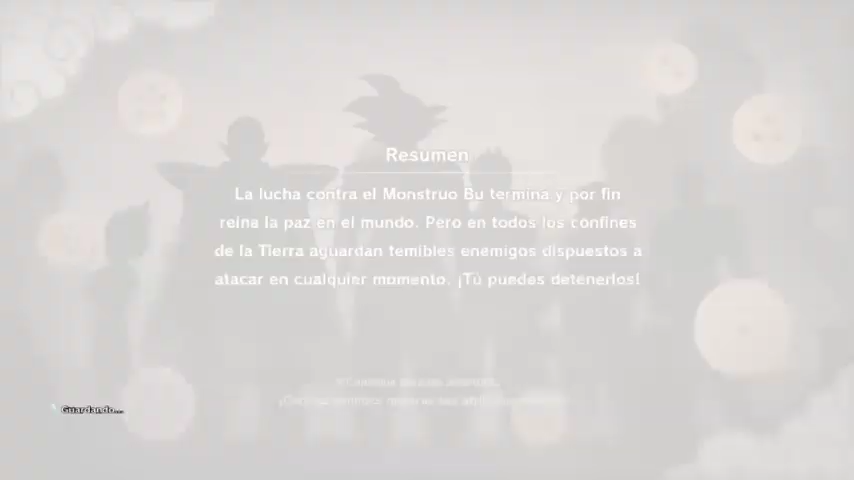 Resumen
La lucha contra el Monstruo Bu termina y por fin
reina la paz en el mundo. Pero en todos los confines
de la Tierra aguardan temibles enemigos dispuestos a
atacar en cualquier momento. ¡Tú puedes detenerlos!
Guardando...